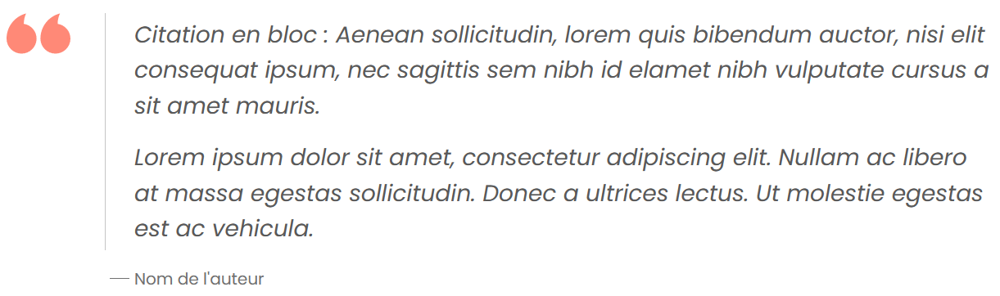 Citation en bloc : Aenean sollicitudin, lorem quis bibendum auctor, nisi elit
consequat ipsum, nec sagittis sem nibh id elamet nibh vulputate cursus a
sit amet mauris.
Lorem ipsum dolor sit amet, consectetur adipiscing elit. Nullam ac libero
at massa egestas sollicitudin. Donec a ultrices lectus. Ut molestie egestas
est ac vehicula.
— Nom de l'auteur